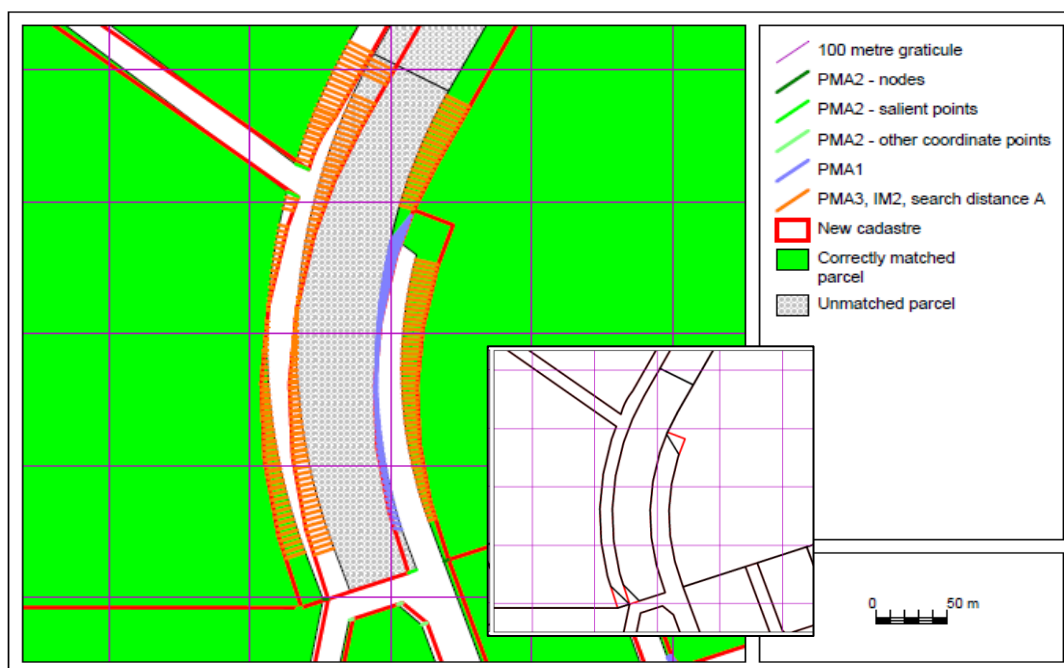 100 metre graticule
PMA2 - nodes
PMA2 - salient points
PMA2 - other coordinate points
PMA1
PMA3, IM2, search distance A
New cadastre
Correctly matched
parcel
Unmatched parcel
0 50 m